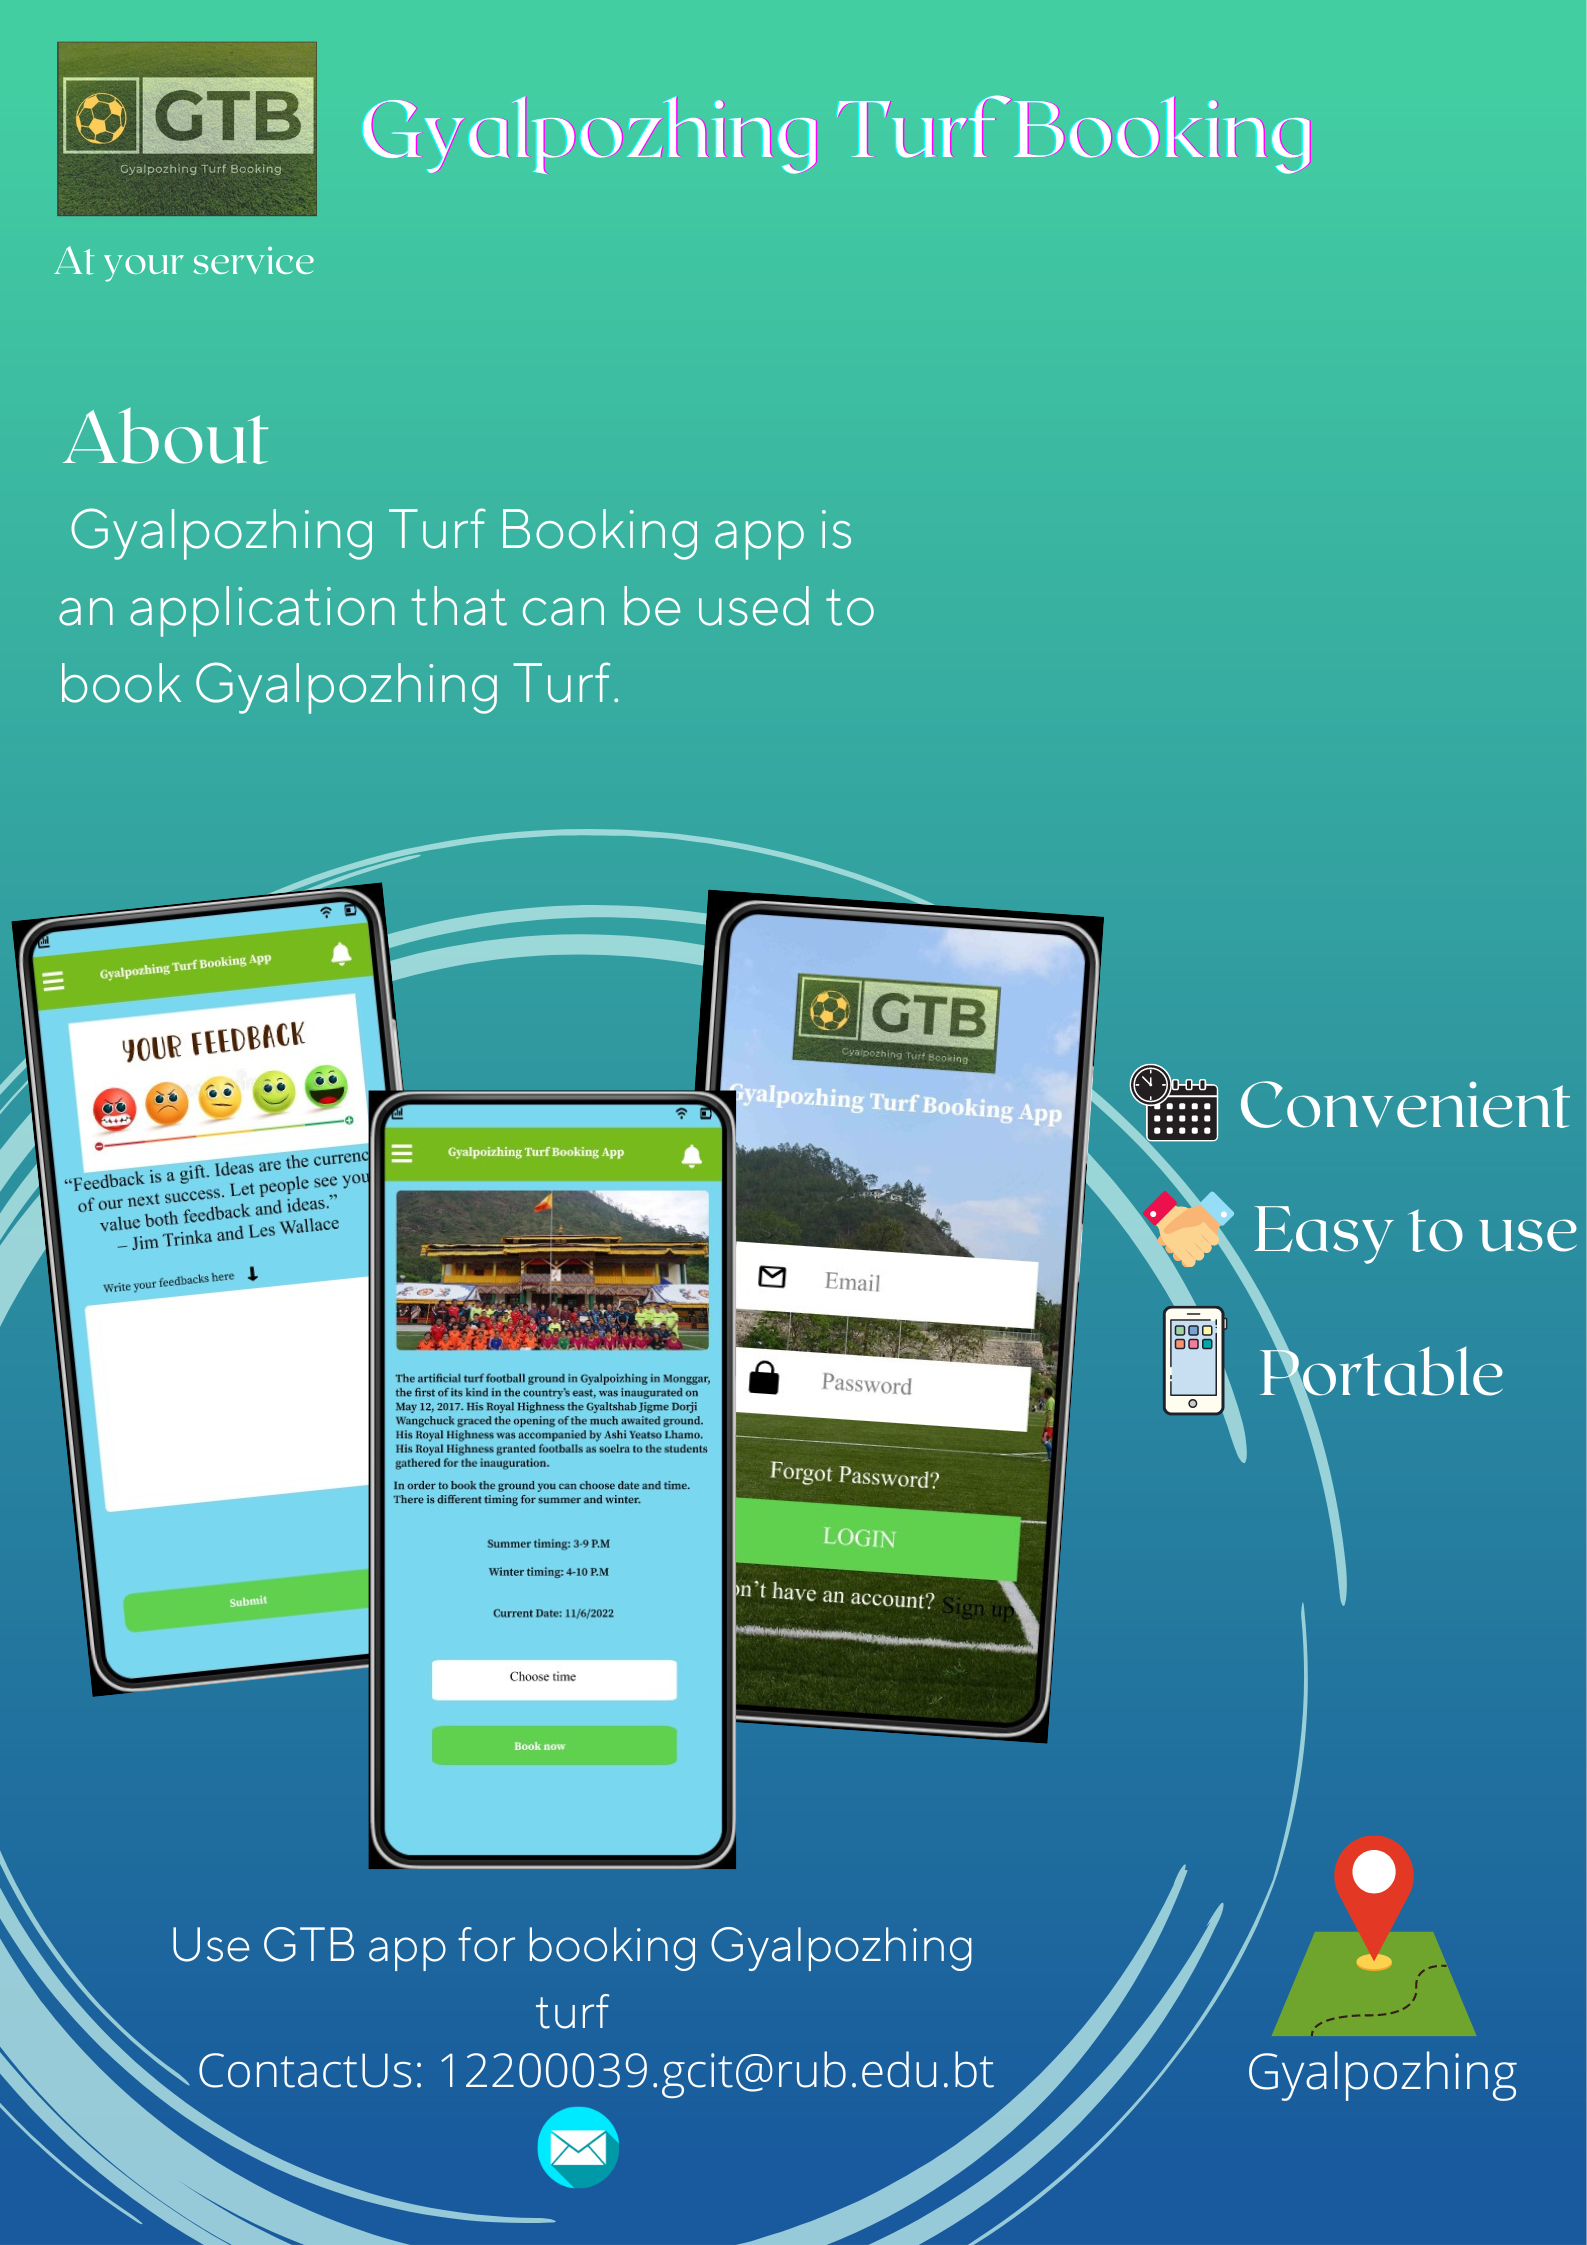 GTB
Gyalpozhing Turf Booking
Gyalpozhing Turf Booking
At your service
About
Gyalpozhing Turf Booking app is
an application that can be used to
book Gyalpozhing Turf.
Gyalpozhing Turf Booking App
YOUR FEEDBACK
“Feedback is a gift. Ideas are the currenc
of our next success. Let people see you
value both feedback and ideas.”
– Jim Trinka and Les Wallace
Write your feedbacks here
Submit
Gyalpoizhing Turf Booking App
The artificial turf football ground in Gyalpoizhing in Monggar,
the first of its kind in the country’s east, was inaugurated on
May 12, 2017. His Royal Highness the Gyaltshab Jigme Dorji
Wangchuck graced the opening of the much awaited ground.
His Royal Highness was accompanied by Ashi Yeatso Lhamo.
His Royal Highness granted footballs as soelra to the students
gathered for the inauguration.
In order to book the ground you can choose date and time.
There is different timing for summer and winter.
Summer timing: 3-9 P.M
Winter timing: 4-10 P.M
Current Date: 11/6/2022
Choose time
Book now
GTB
Gyalpozhing Turf Booking
Gyalpozhing Turf Booking App
Email
Password
Forgot Password?
LOGIN
on’t have an account? Sign up
Convenient
Easy to use
Portable
Use GTB app for booking Gyalpozhing
turf
ContactUs: 12200039.gcit@rub.edu.bt
Gyalpozhing